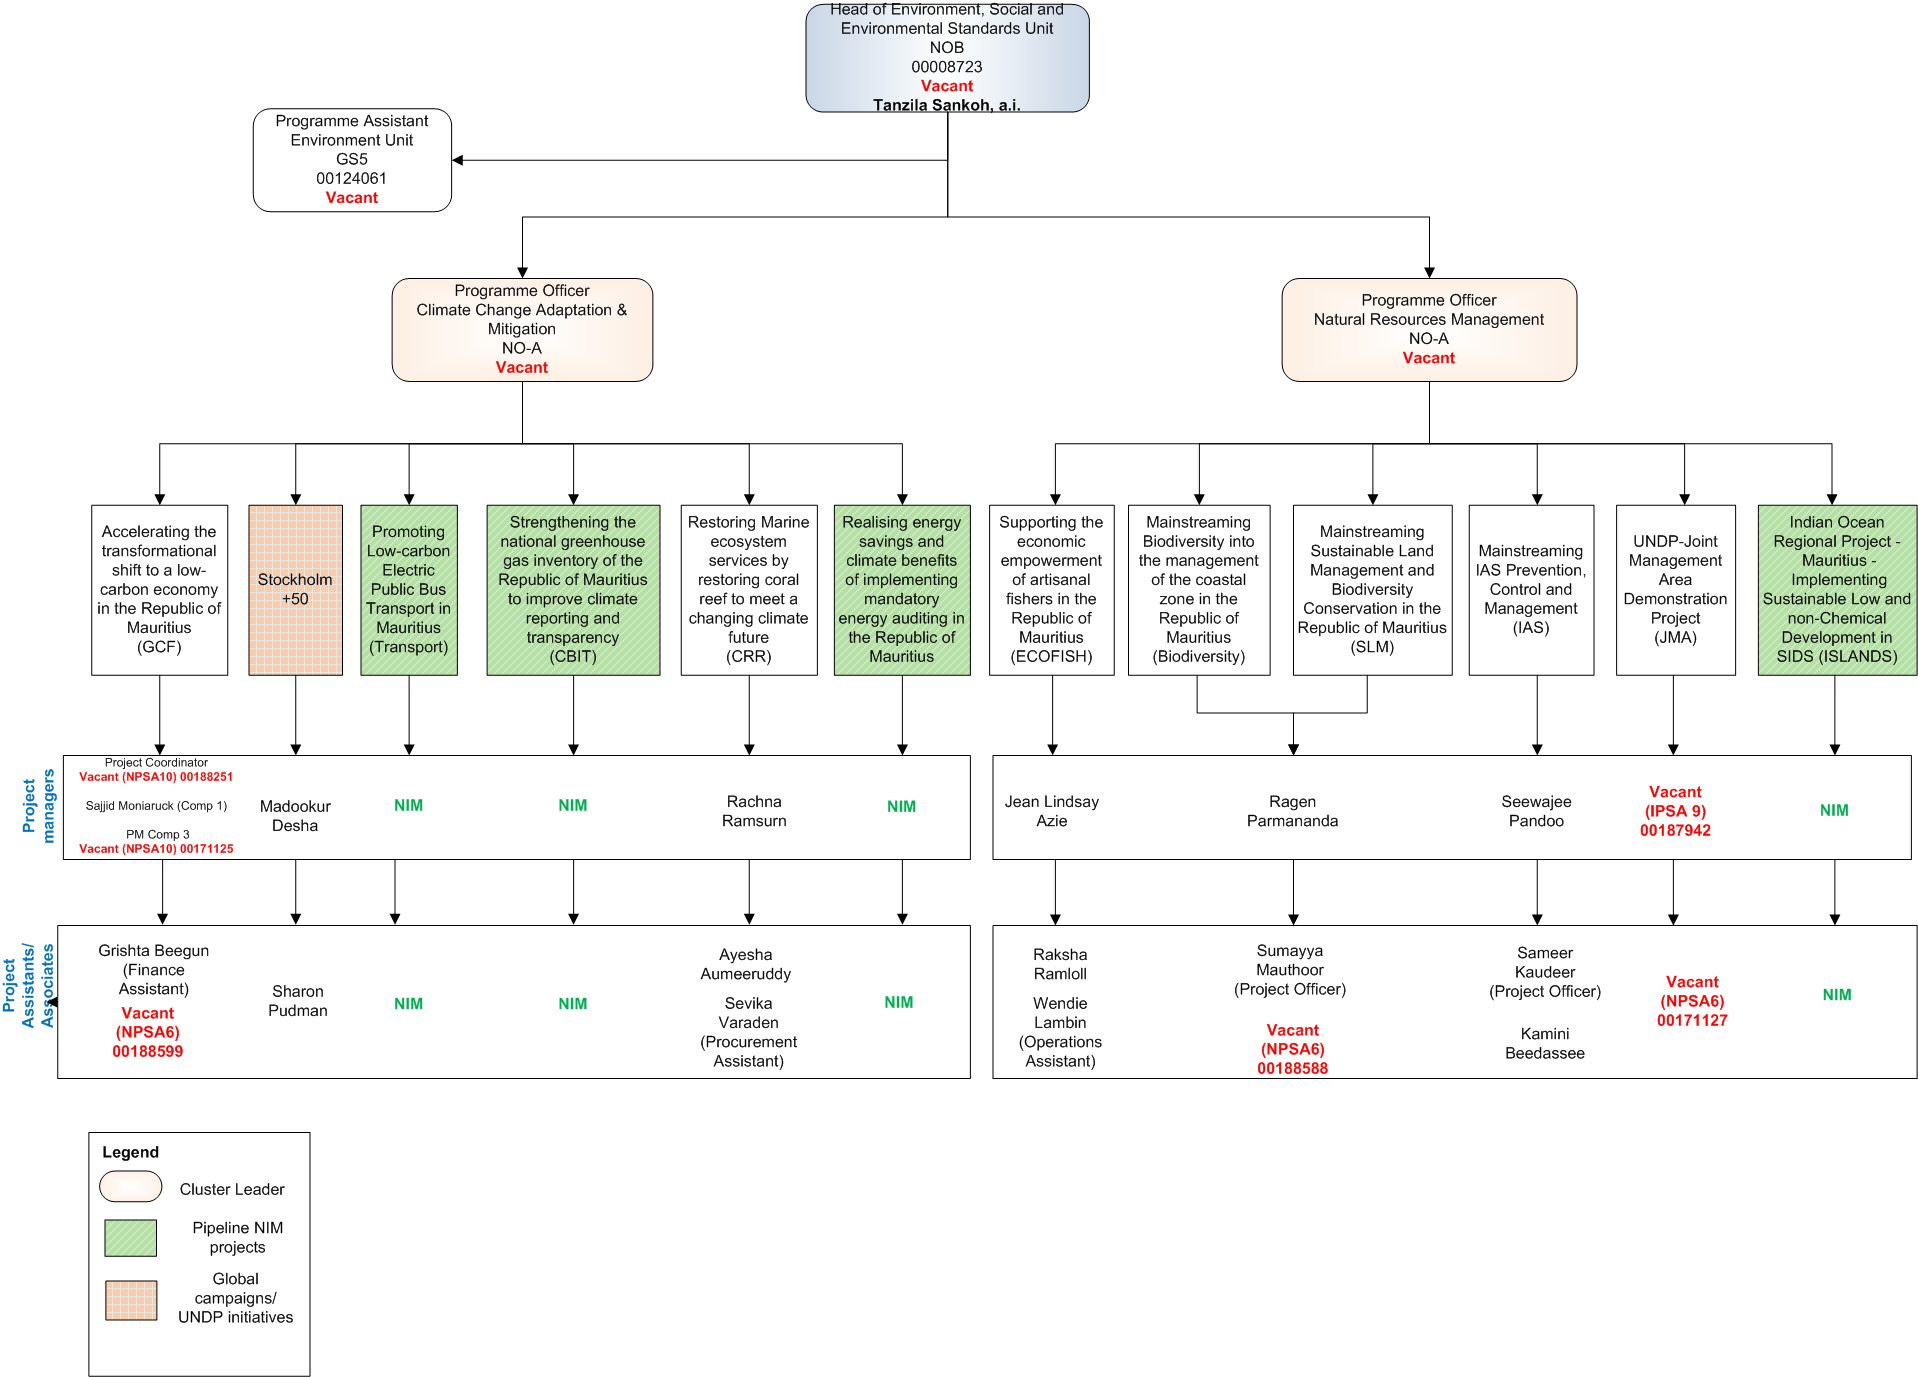 Head of Environment, Social and
Environmental Standards Unit
NOB
00008723
Vacant
Tanzila Sankoh, a.i.
Programme Assistant
Environment Unit
GS5
00124061
Vacant
Programme Officer
Climate Change Adaptation &
Mitigation
NO-A
Vacant
Programme Officer
Natural Resources Management
NO-A
Vacant
Accelerating the
transformational
shift to a low-
carbon economy
in the Republic of
Mauritius
(GCF)
Stockholm
+50
Promoting
Low-carbon
Electric
Public Bus
Transport in
Mauritius
(Transport)
Strengthening the
national greenhouse
gas inventory of the
Republic of Mauritius
to improve climate
reporting and
transparency
(CBIT)
Restoring Marine
ecosystem
services by
restoring coral
reef to meet a
changing climate
future
(CRR)
Realising energy
savings and
climate benefits
of implementing
mandatory
energy auditing in
the Republic of
Mauritius
Supporting the
economic
empowerment
of artisanal
fishers in the
Republic of
Mauritius
(ECOFISH)
Mainstreaming
Biodiversity into
the management
of the coastal
zone in the
Republic of
Mauritius
(Biodiversity)
Mainstreaming
Sustainable Land
Management and
Biodiversity
Conservation in the
Republic of Mauritius
(SLM)
Mainstreaming
IAS Prevention,
Control and
Management
(IAS)
UNDP-Joint
Management
Area
Demonstration
Project
(JMA)
Indian Ocean
Regional Project -
Mauritius -
Implementing
Sustainable Low and
non-Chemical
Development in
SIDS (ISLANDS)
Project
managers
Project Coordinator
Vacant (NPSA10) 00188251
Sajjid Moniaruck (Comp 1)
PM Comp 3
Vacant (NPSA10) 00171125
Madookur
Desha
NIM
NIM
Rachna
Ramsurn
NIM
Jean Lindsay
Azie
Ragen
Parmananda
Seewajee
Pandoo
Vacant
(IPSA 9)
00187942
NIM
Project
Assistants/
Associates
Grishta Beegun
(Finance
Assistant)
Vacant
(NPSA6)
00188599
Sharon
Pudman
NIM
NIM
Ayesha
Aumeeruddy
Sevika
Varaden
(Procurement
Assistant)
NIM
Raksha
Ramloll
Wendie
Lambin
(Operations
Assistant)
Sumayya
Mauthoor
(Project Officer)
Vacant
(NPSA6)
00188588
Sameer
Kaudeer
(Project Officer)
Kamini
Beedassee
Vacant
(NPSA6)
00171127
NIM
Legend
Cluster Leader
Pipeline NIM
projects
Global
campaigns/
UNDP initiatives